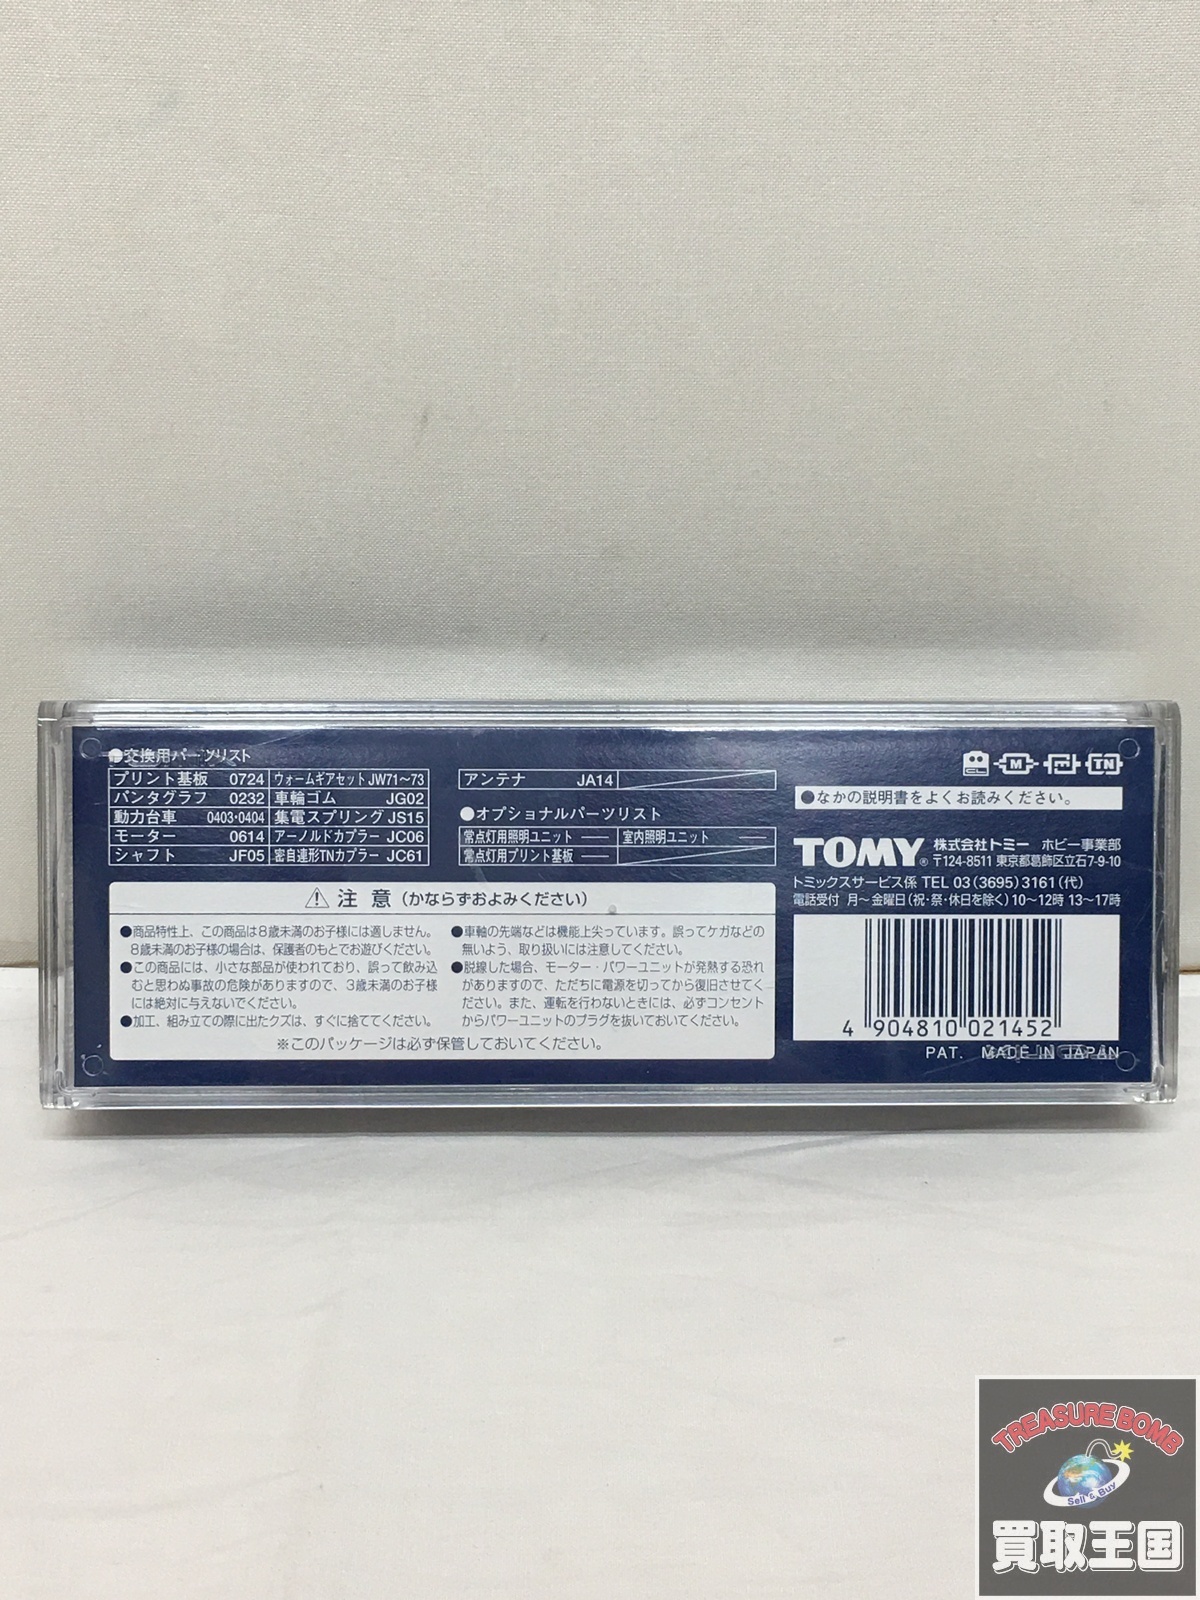 ●交換用パーツリスト
プリント基板 0724 ウォームギアセット JW71〜73
パンタグラフ 0232 車輪ゴム JG02
動力台車 0403・0404 集電スプリング JS15
モーター 0614 アーノルドカプラー JC06
シャフト JF05 密自連形TNカプラー JC61
アンテナ JA14
●オプショナルパーツリスト
常点灯用照明ユニット ── 室内照明ユニット ──
常点灯用プリント基板 ──
⚠ 注 意 (かならずおよみください)
●商品特性上、この商品は8歳未満のお子様には適しません。
8歳未満のお子様の場合は、保護者のもとでお遊びください。
●この商品には、小さな部品が使われており、誤って飲み込
むと思わぬ事故の危険がありますので、3歳未満のお子様
には絶対に与えないでください。
●加工、組み立ての際に出たクズは、すぐに捨ててください。
●車軸の先端などは機能上尖っています。誤ってケガなどの
無いよう、取り扱いには注意してください。
●脱線した場合、モーター・パワーユニットが発熱する恐れ
がありますので、ただちに電源を切ってから復旧させてく
ださい。また、運転を行わないときには、必ずコンセント
からパワーユニットのプラグを抜いておいてください。
※このパッケージは必ず保管しておいてください。
CL M TN
●なかの説明書をよくお読みください。
TOMY® 株式会社トミー ホビー事業部
〒124-8511 東京都葛飾区立石7-9-10
トミックスサービス係 TEL 03(3695)3161(代)
電話受付 月〜金曜日(祝・祭・休日を除く)10〜12時 13〜17時
4 904810 021452
PAT. MADE IN JAPAN
TREASURE BOMB
Sell & Buy
買取王国